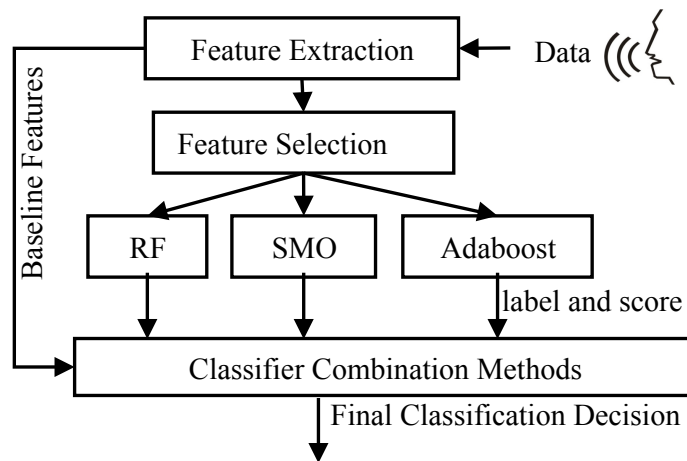 Feature Extraction
Data
Baseline Features
Feature Selection
RF
SMO
Adaboost
label and score
Classifier Combination Methods
Final Classification Decision